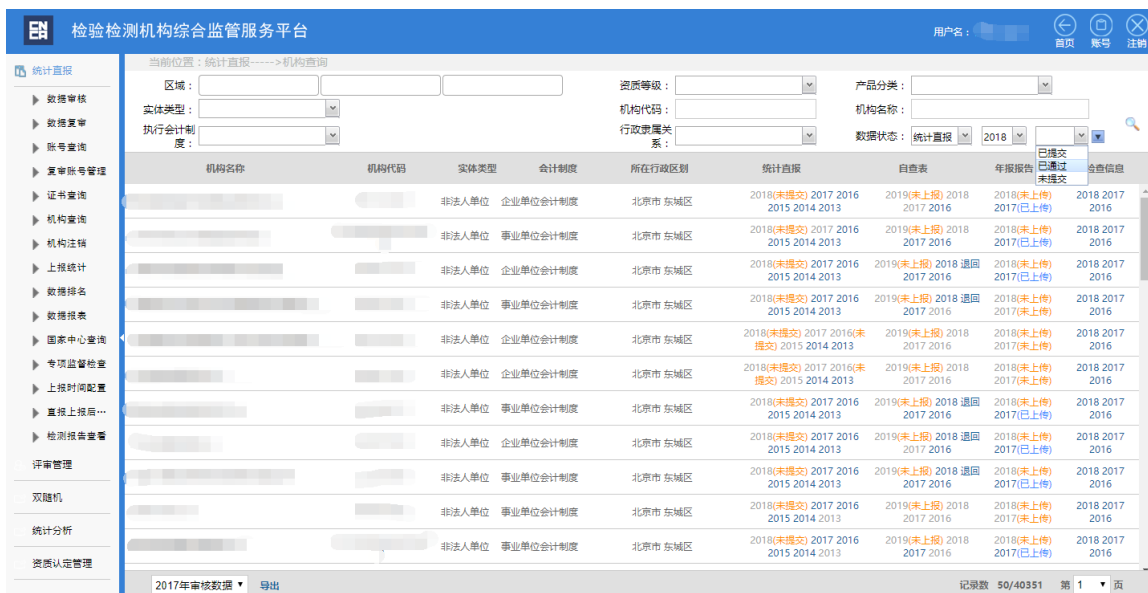 检验检测机构综合监管服务平台
用户名：
首页 账号 注销
统计直报
数据审核
数据复审
账号查询
复审账号管理
证书查询
机构查询
机构注销
上报统计
数据排名
数据报表
国家中心查询
专项监督检查
上报时间配置
直报上报后…
检测报告查看
评审管理
双随机
统计分析
资质认定管理
当前位置：统计直报----->机构查询
区域： 资质等级： 产品分类：
实体类型： 机构代码： 机构名称：
执行会计制度： 行政隶属关系： 数据状态： 统计直报 2018
已提交
已通过
未提交
机构名称 机构代码 实体类型 会计制度 所在行政区划 统计直报 自查表 年报报告 检查信息
非法人单位 企业单位会计制度 北京市 东城区 2018(未提交) 2017 2016 2019(未上报) 2018 2018(未上传) 2018 2017
2015 2014 2013 2017 2016 2017(已上传) 2016
非法人单位 事业单位会计制度 北京市 东城区 2018(未提交) 2017 2016 2019(未上报) 2018 2018(未上传) 2018 2017
2015 2014 2013 2017 2016 2017(已上传) 2016
非法人单位 企业单位会计制度 北京市 东城区 2018(未提交) 2017 2016 2019(未上报) 2018 退回 2018(未上传) 2018 2017
2015 2014 2013 2017 2016 2017(已上传) 2016
非法人单位 事业单位会计制度 北京市 东城区 2018(未提交) 2017 2016 2019(未上报) 2018 退回 2018(未上传) 2018 2017
2015 2014 2013 2017 2016 2017(未上传) 2016
非法人单位 企业单位会计制度 北京市 东城区 2018(未提交) 2017 2016(未 2019(未上报) 2018 2018(未上传) 2018 2017
提交) 2015 2014 2013 2017 2016 2017(未上传) 2016
非法人单位 企业单位会计制度 北京市 东城区 2018(未提交) 2017 2016(未 2019(未上报) 2018 2018(未上传) 2018 2017
提交) 2015 2014 2013 2017 2016 2017(未上传) 2016
非法人单位 企业单位会计制度 北京市 东城区 2018(未提交) 2017 2016 2019(未上报) 2018 退回 2018(未上传) 2018 2017
2015 2014 2013 2017 2016 2017(已上传) 2016
非法人单位 企业单位会计制度 北京市 东城区 2018(未提交) 2017 2016 2019(未上报) 2018 退回 2018(未上传) 2018 2017
2015 2014 2013 2017 2016 2017(已上传) 2016
非法人单位 事业单位会计制度 北京市 东城区 2018(未提交) 2017 2016 2019(未上报) 2018 退回 2018(未上传) 2018 2017
2015 2014 2013 2017 2016 2017(已上传) 2016
非法人单位 事业单位会计制度 北京市 东城区 2018(未提交) 2017 2016 2019(未上报) 2018 2018(未上传) 2018 2017
2015 2014 2013 2017 2016 2017(未上传) 2016
非法人单位 事业单位会计制度 北京市 东城区 2018(未提交) 2017 2016 2019(未上报) 2018 2018(未上传) 2018 2017
2015 2014 2013 2017 2016 2017(已上传) 2016
2017年审核数据 导出 记录数 50/40351 第 1 页